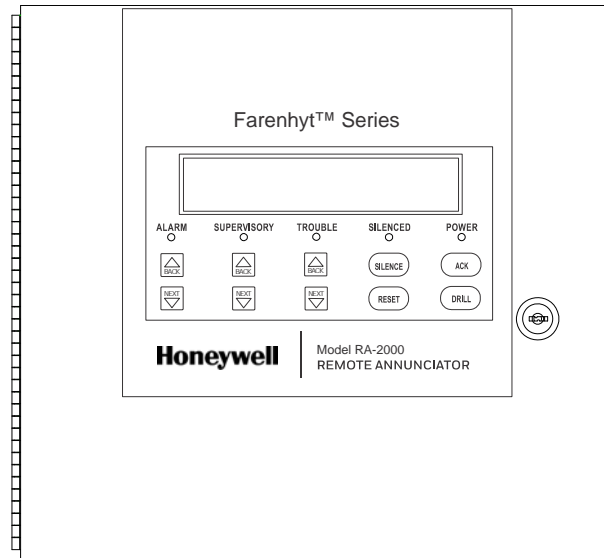 Farenhyt™ Series
ALARM SUPERVISORY TROUBLE SILENCED POWER
BACK BACK BACK SILENCE ACK
NEXT NEXT NEXT RESET DRILL
Honeywell
Model RA-2000
REMOTE ANNUNCIATOR